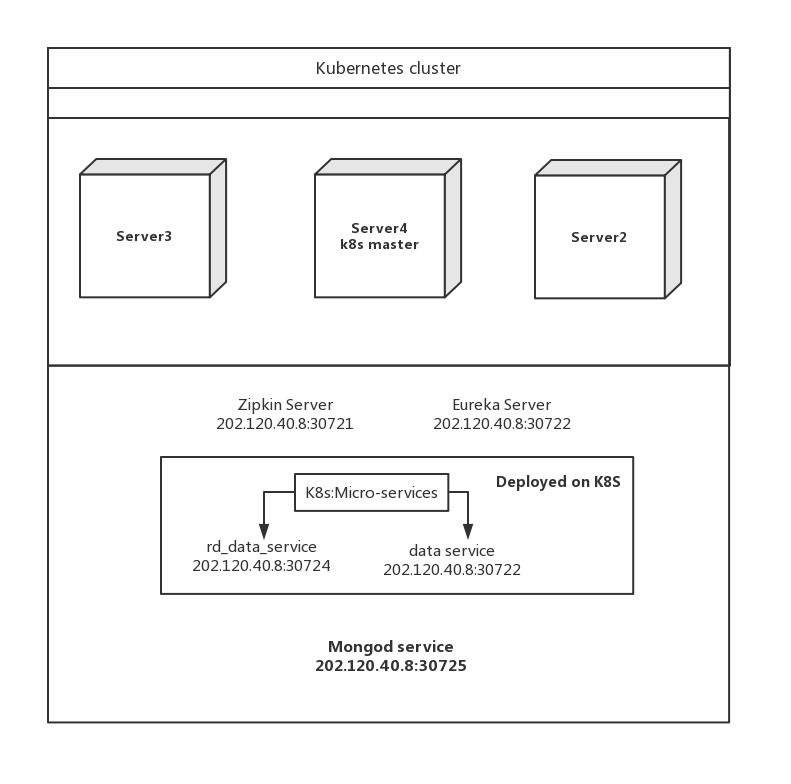 Kubernetes cluster
Server3
Server4
k8s master
Server2
Zipkin Server
202.120.40.8:30721
Eureka Server
202.120.40.8:30722
Deployed on K8S
K8s:Micro-services
rd_data_service
202.120.40.8:30724
data service
202.120.40.8:30722
Mongod service
202.120.40.8:30725